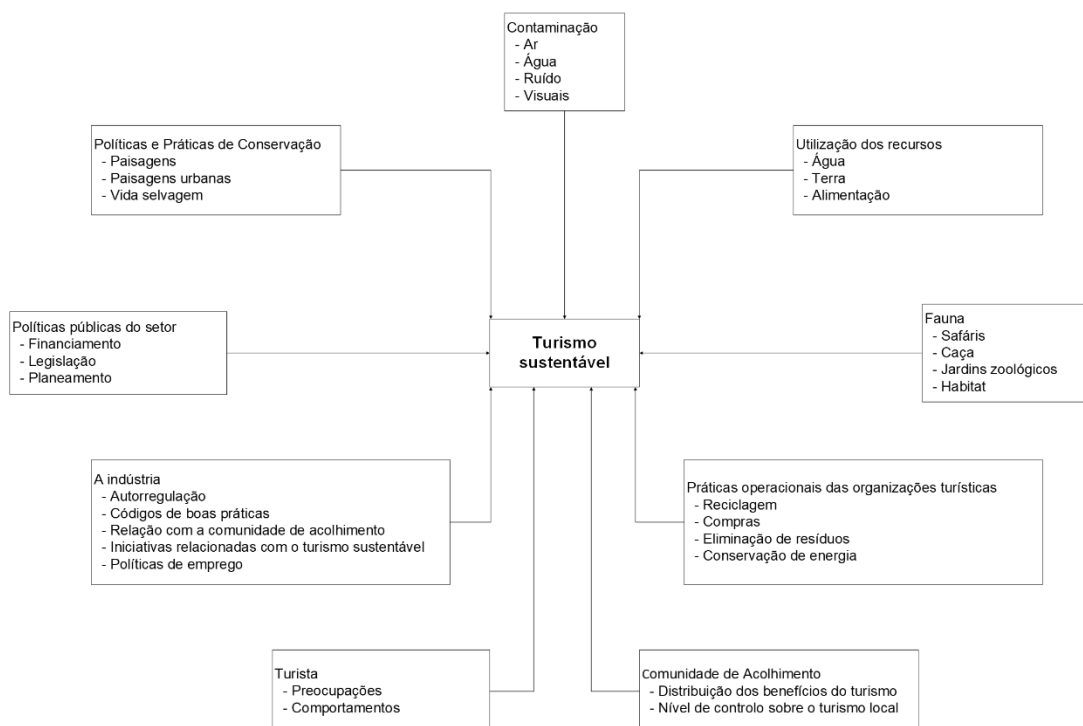 Contaminação
- Ar
- Água
- Ruído
- Visuais
Políticas e Práticas de Conservação
- Paisagens
- Paisagens urbanas
- Vida selvagem
Utilização dos recursos
- Água
- Terra
- Alimentação
Políticas públicas do setor
- Financiamento
- Legislação
- Planeamento
Turismo
sustentável
Fauna
- Safáris
- Caça
- Jardins zoológicos
- Habitat
A indústria
- Autorregulação
- Códigos de boas práticas
- Relação com a comunidade de acolhimento
- Iniciativas relacionadas com o turismo sustentável
- Políticas de emprego
Práticas operacionais das organizações turísticas
- Reciclagem
- Compras
- Eliminação de resíduos
- Conservação de energia
Turista
- Preocupações
- Comportamentos
Comunidade de Acolhimento
- Distribuição dos benefícios do turismo
- Nível de controlo sobre o turismo local